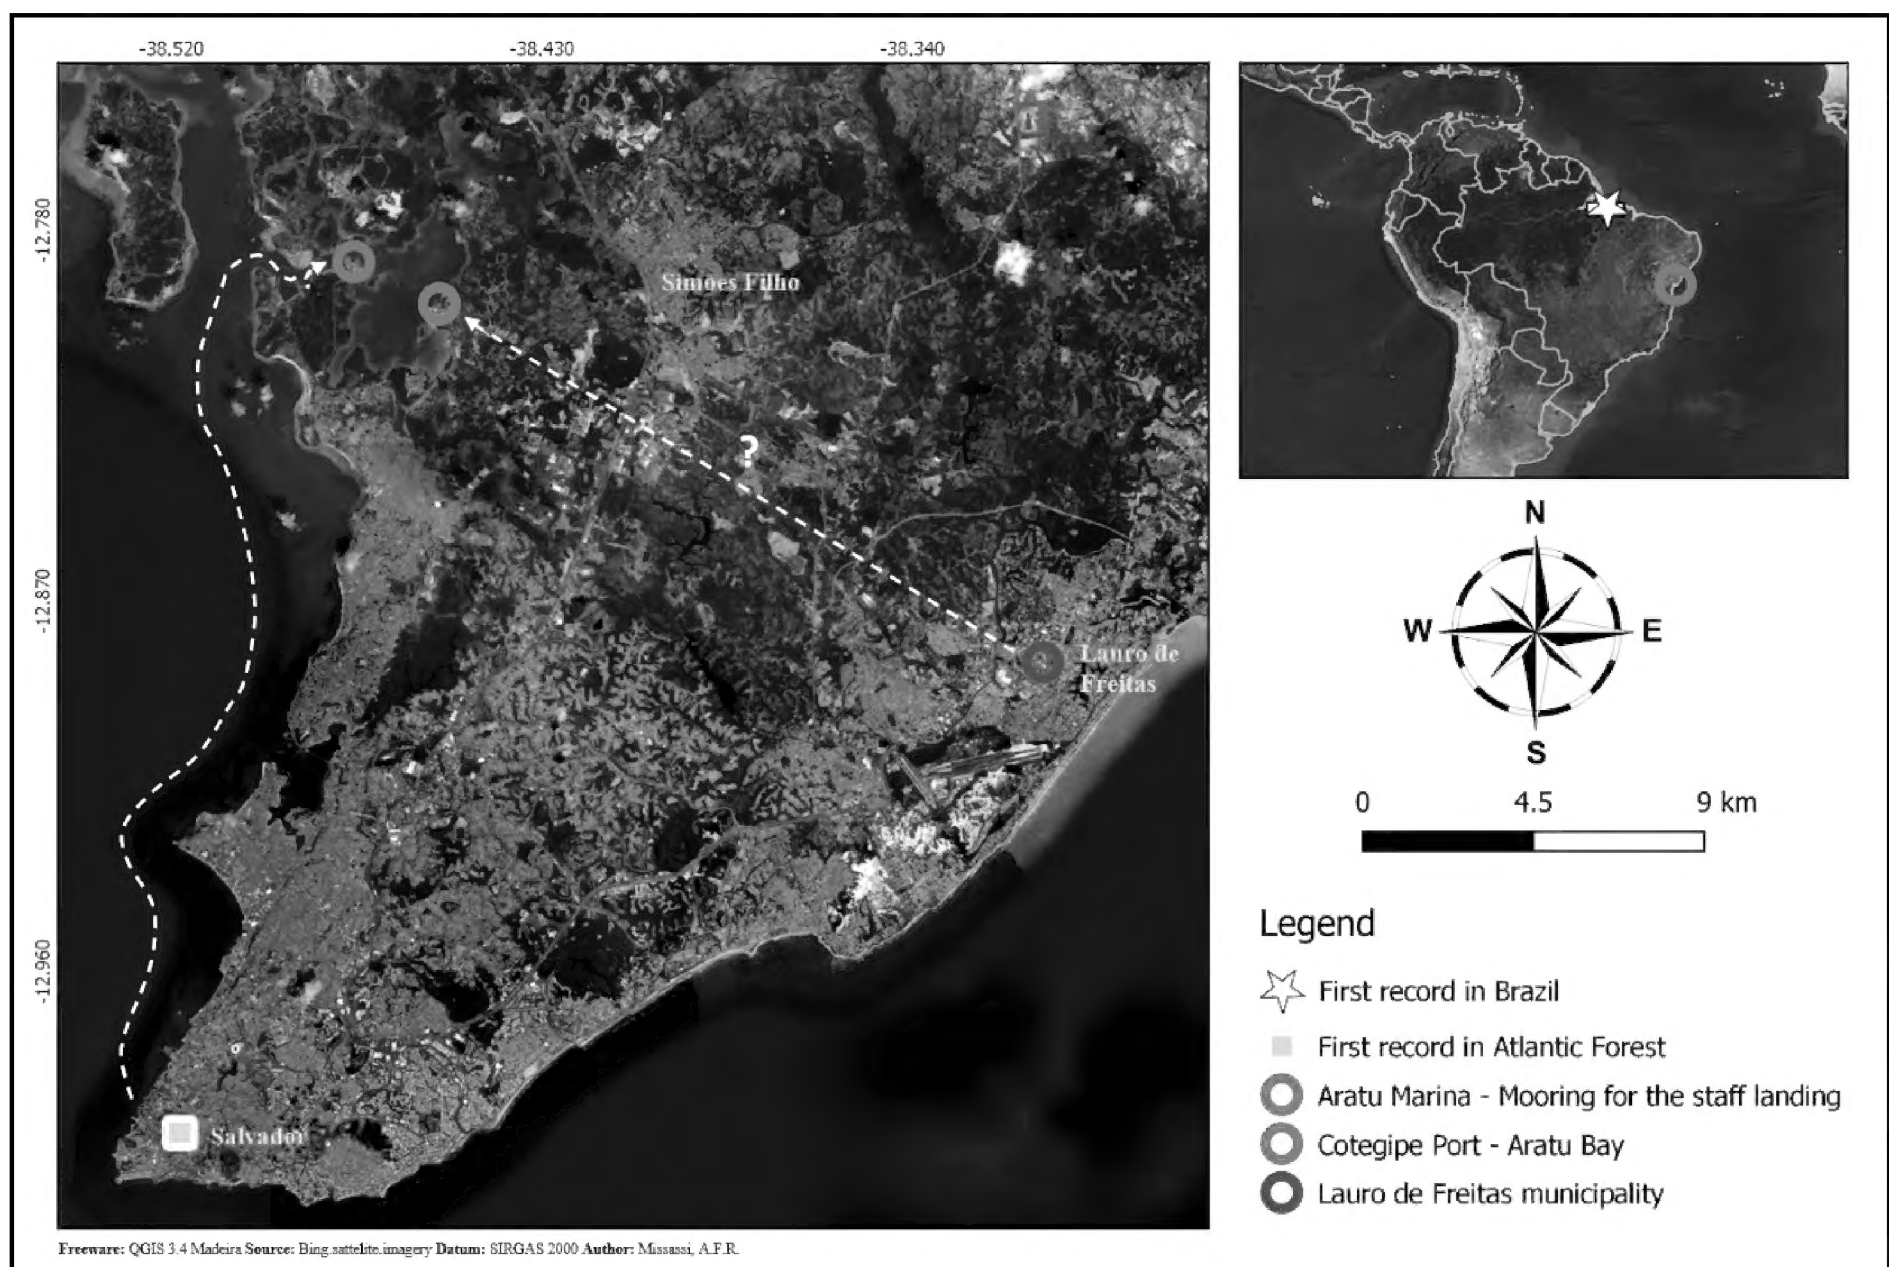 -38.520 -38.430 -38.340
-12.780
-12.870
-12.960
Simoes Filho
?
Lauro de
Freitas
Salvador
N
W E
S
0 4.5 9 km
Legend
First record in Brazil
First record in Atlantic Forest
Aratu Marina - Mooring for the staff landing
Cotegipe Port - Aratu Bay
Lauro de Freitas municipality
Freeware: QGIS 3.4 Madeira Source: Bing.sattelite.imagery Datum: SIRGAS 2000 Author: Missassi, A.F.R.